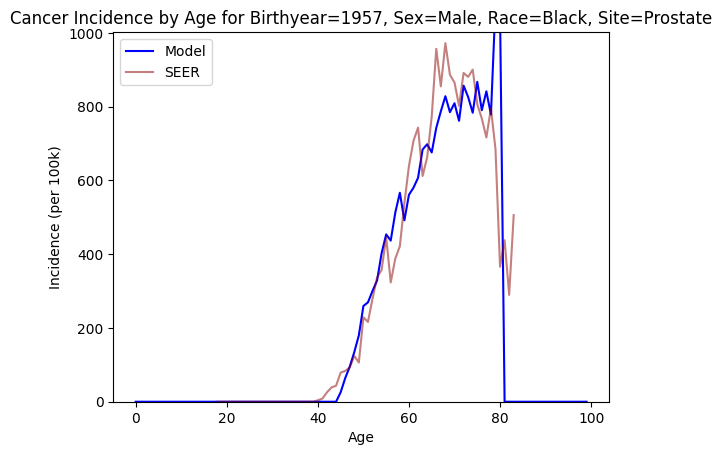 Cancer Incidence by Age for Birthyear=1957, Sex=Male, Race=Black, Site=Prostate
Model
SEER
Incidence (per 100k)
1000
800
600
400
200
0
0 20 40 60 80 100
Age